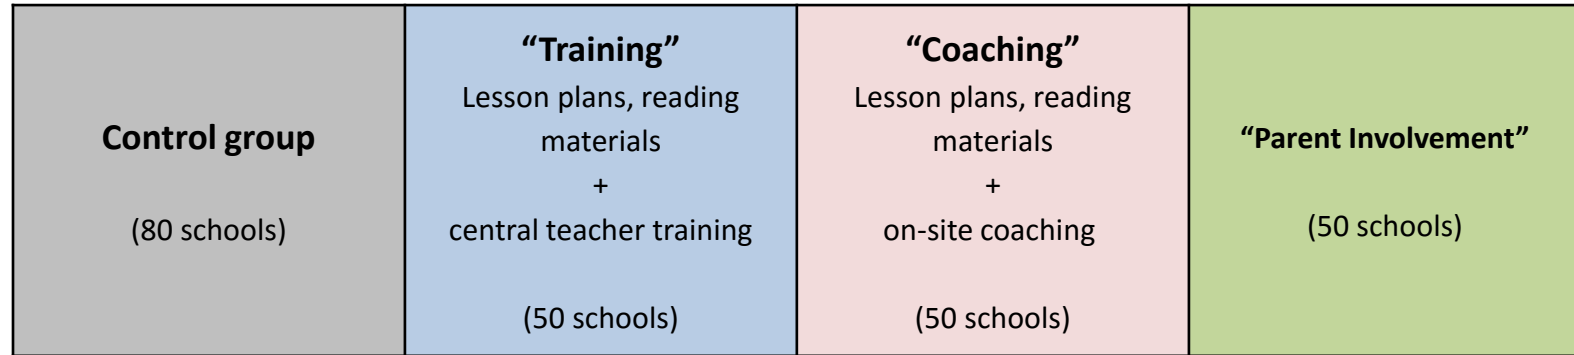 Control group
(80 schools)
“Training”
Lesson plans, reading
materials
+
central teacher training
(50 schools)
“Coaching”
Lesson plans, reading
materials
+
on-site coaching
(50 schools)
“Parent Involvement”
(50 schools)